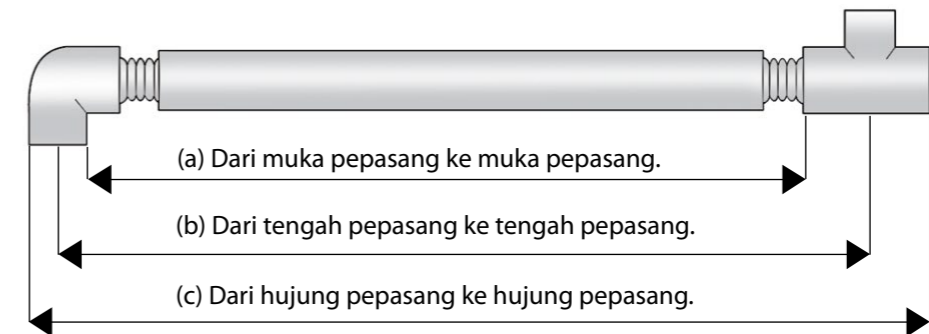 (a) Dari muka pepasang ke muka pepasang.
(b) Dari tengah pepasang ke tengah pepasang.
(c) Dari hujung pepasang ke hujung pepasang.